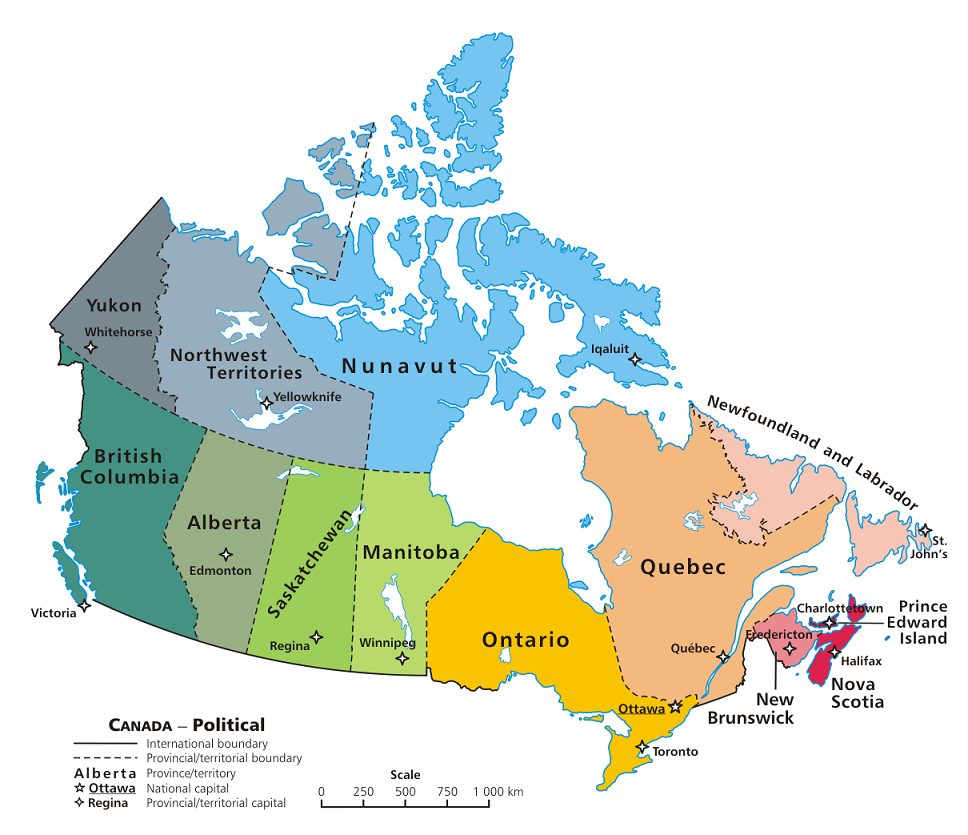 Yukon
Whitehorse
Northwest
Territories
Yellowknife
Nunavut
Iqaluit
British
Columbia
Victoria
Alberta
Edmonton
Saskatchewan
Regina
Manitoba
Winnipeg
Ontario
Ottawa
Toronto
Quebec
Québec
Newfoundland and Labrador
St.
John's
Charlottetown
Prince
Edward
Island
Fredericton
Halifax
New
Brunswick
Nova
Scotia
CANADA – Political
International boundary
Provincial/territorial boundary
Alberta Province/territory
Ottawa National capital
Regina Provincial/territorial capital
Scale
0 250 500 750 1 000 km